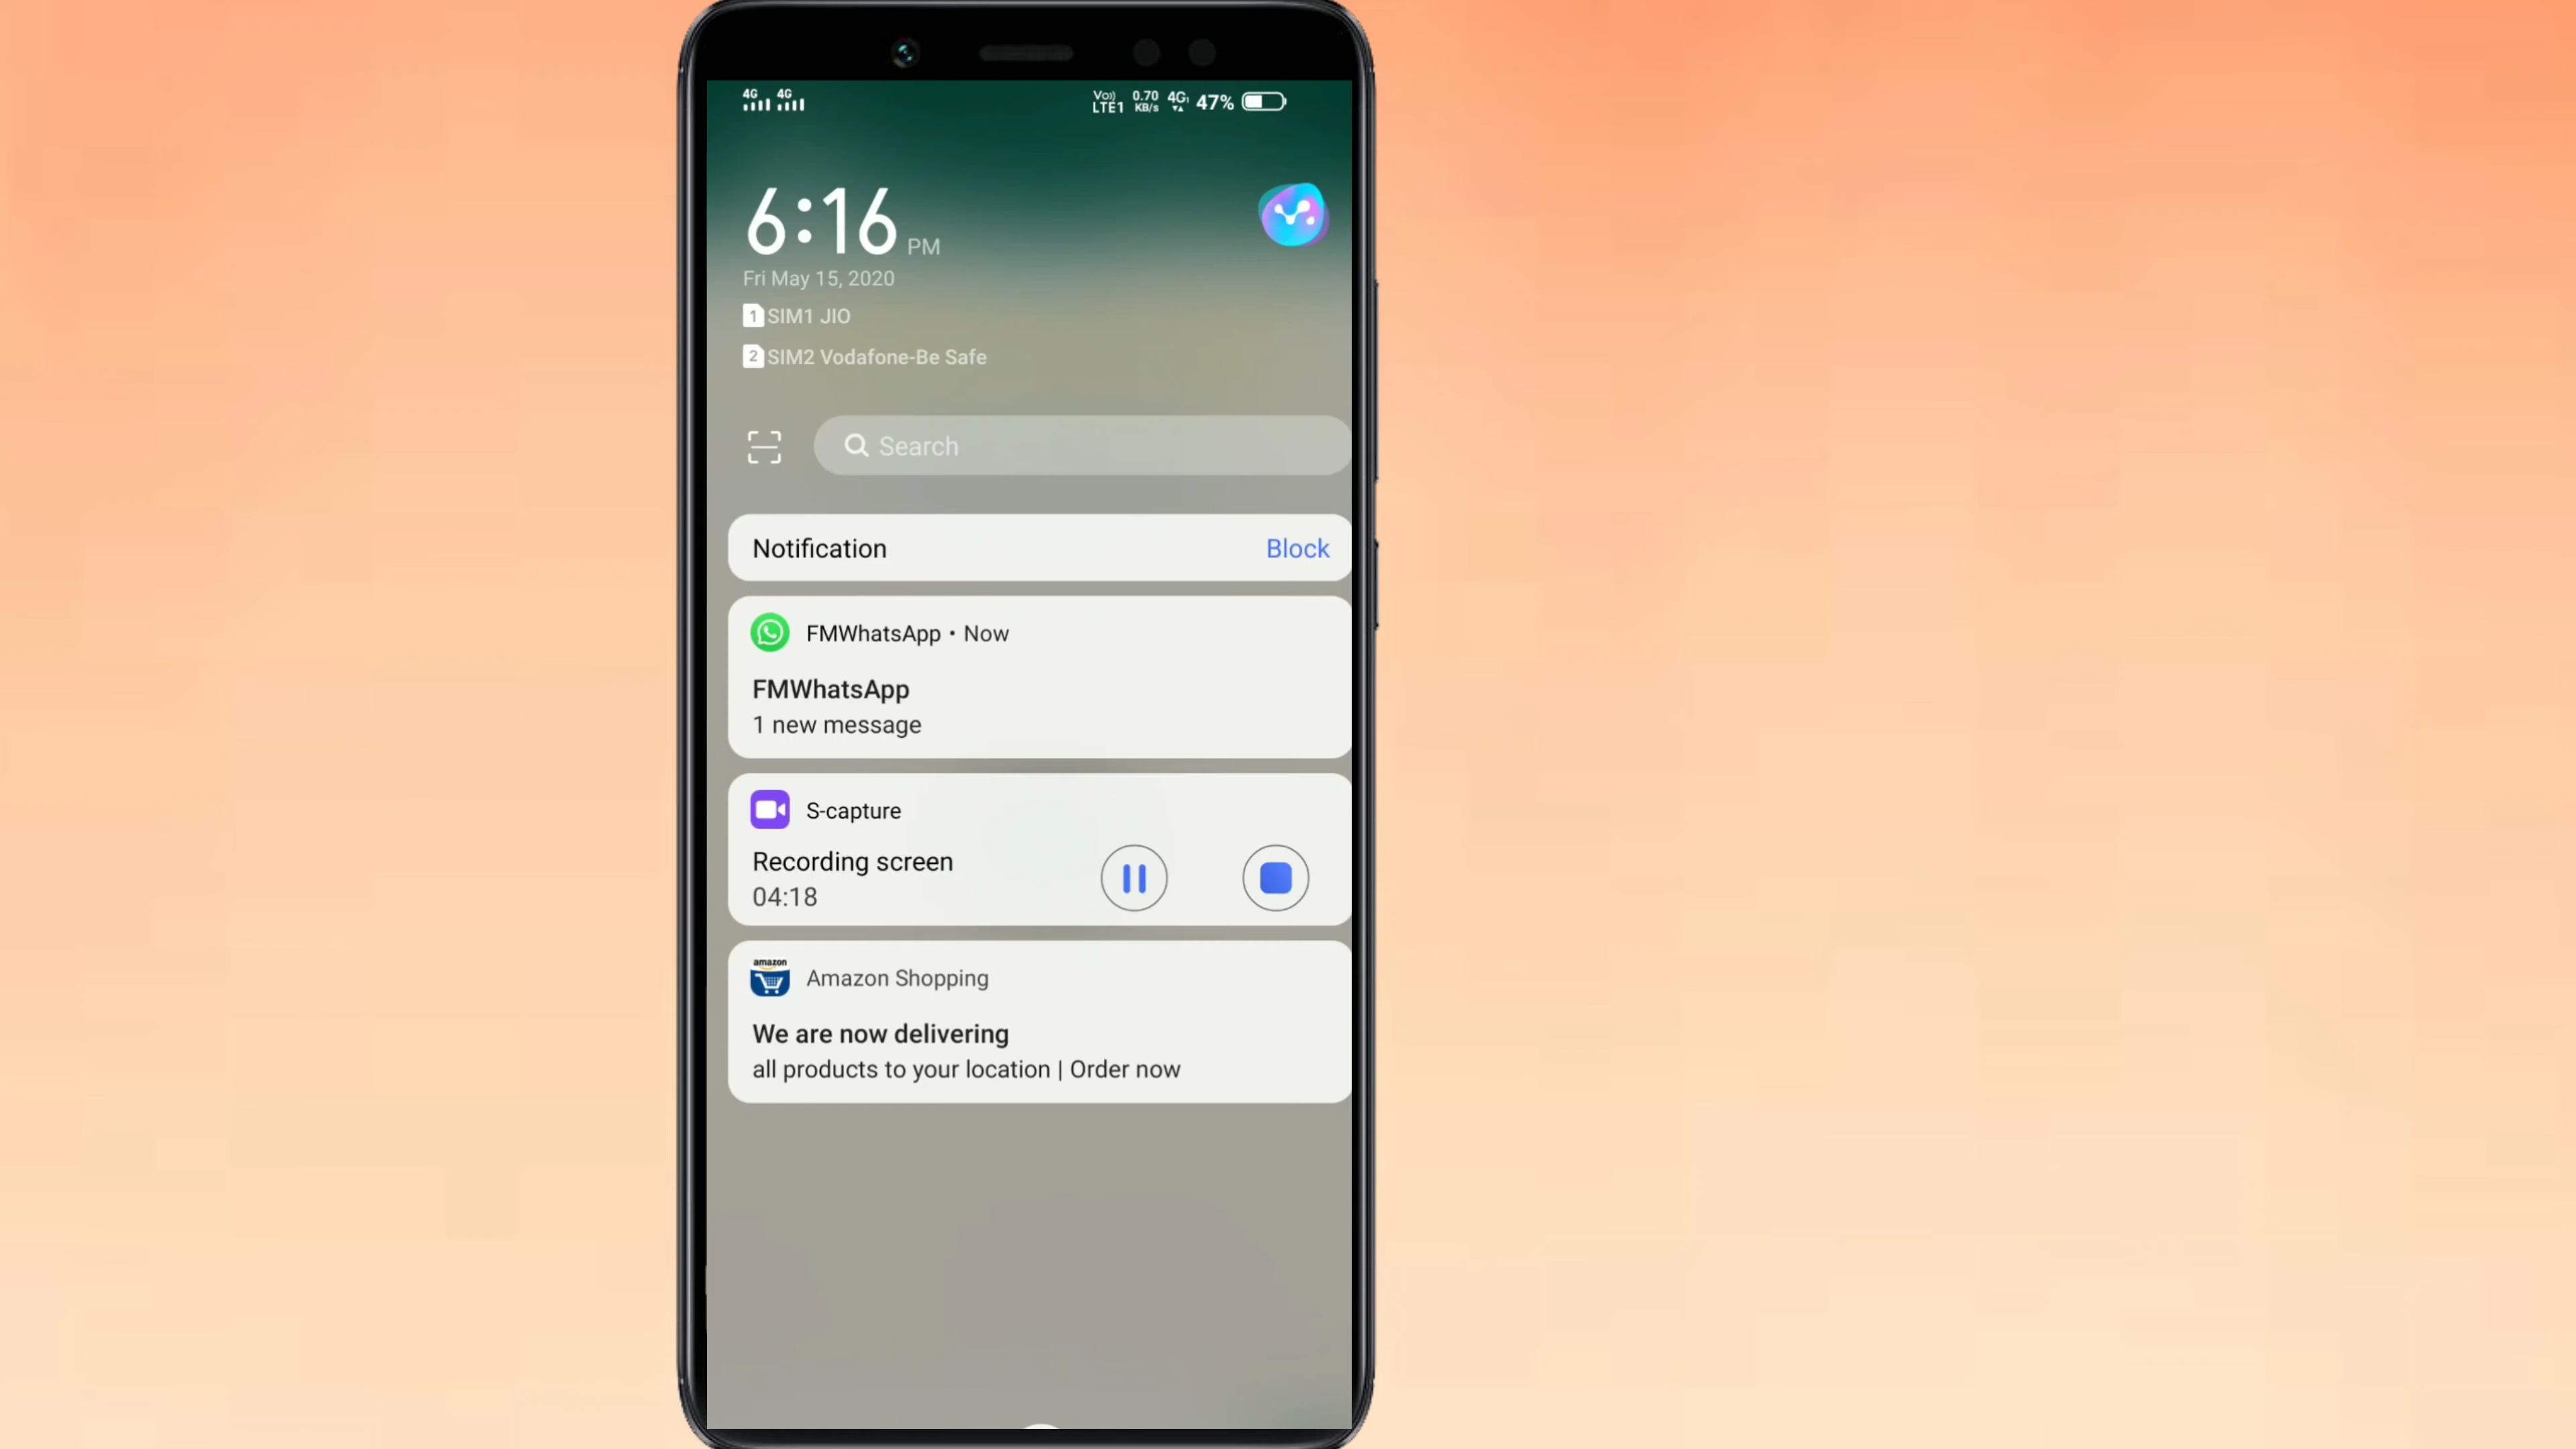 4G 4G Vo)) LTE1 0.70 KB/s 4G1 47%
6:16 PM
Fri May 15, 2020
1 SIM1 JIO
2 SIM2 Vodafone-Be Safe
Search
Notification Block
FMWhatsApp • Now
FMWhatsApp
1 new message
S-capture
Recording screen
04:18
amazon
Amazon Shopping
We are now delivering
all products to your location | Order now